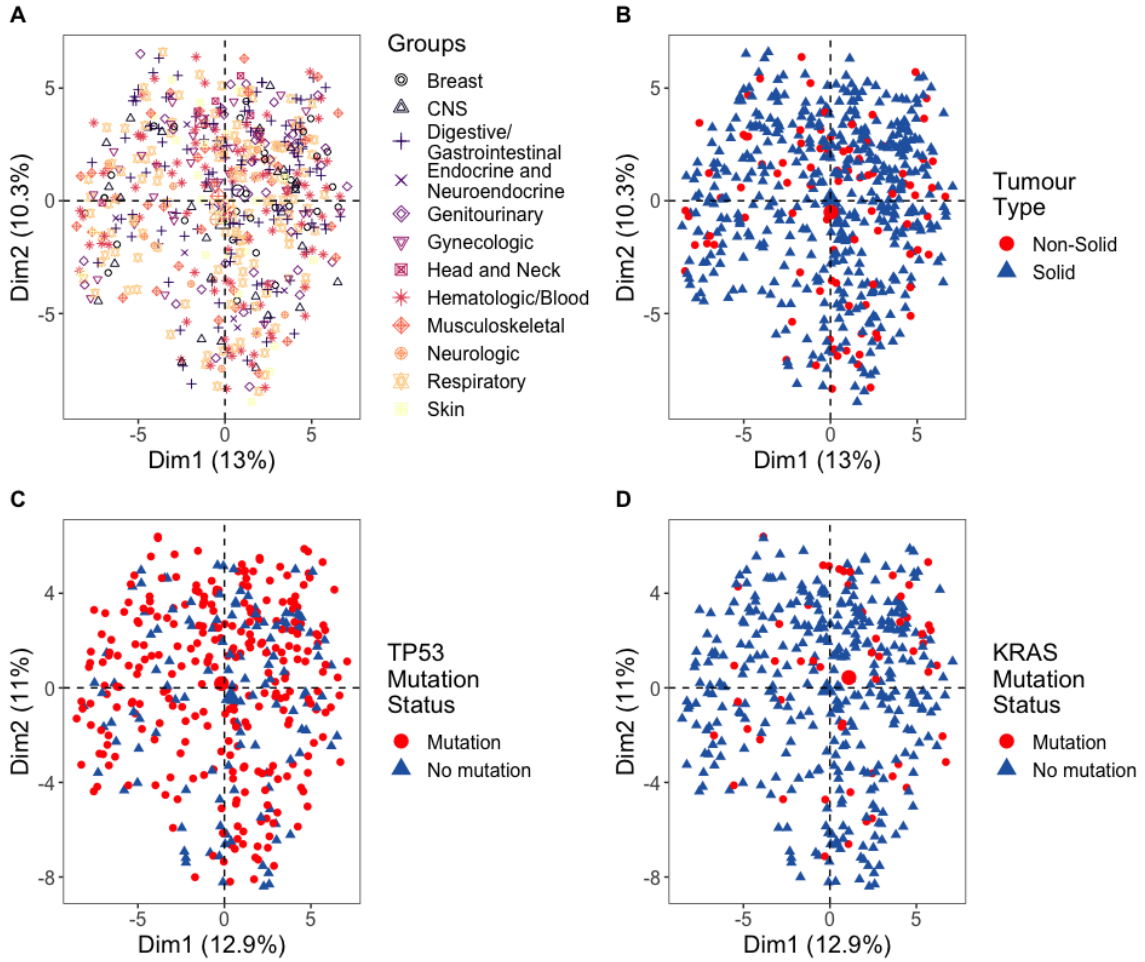 A
Dim2 (10.3%)
5
0
-5
-5
0
5
Dim1 (13%)
Groups
Breast
CNS
Digestive/
Gastrointestinal
Endocrine and
Neuroendocrine
Genitourinary
Gynecologic
Head and Neck
Hematologic/Blood
Musculoskeletal
Neurologic
Respiratory
Skin
B
Dim2 (10.3%)
5
0
-5
-5
0
5
Dim1 (13%)
Tumour
Type
Non-Solid
Solid
C
Dim2 (11%)
4
0
-4
-8
-5
0
5
Dim1 (12.9%)
TP53
Mutation
Status
Mutation
No mutation
D
Dim2 (11%)
4
0
-4
-8
-5
0
5
Dim1 (12.9%)
KRAS
Mutation
Status
Mutation
No mutation